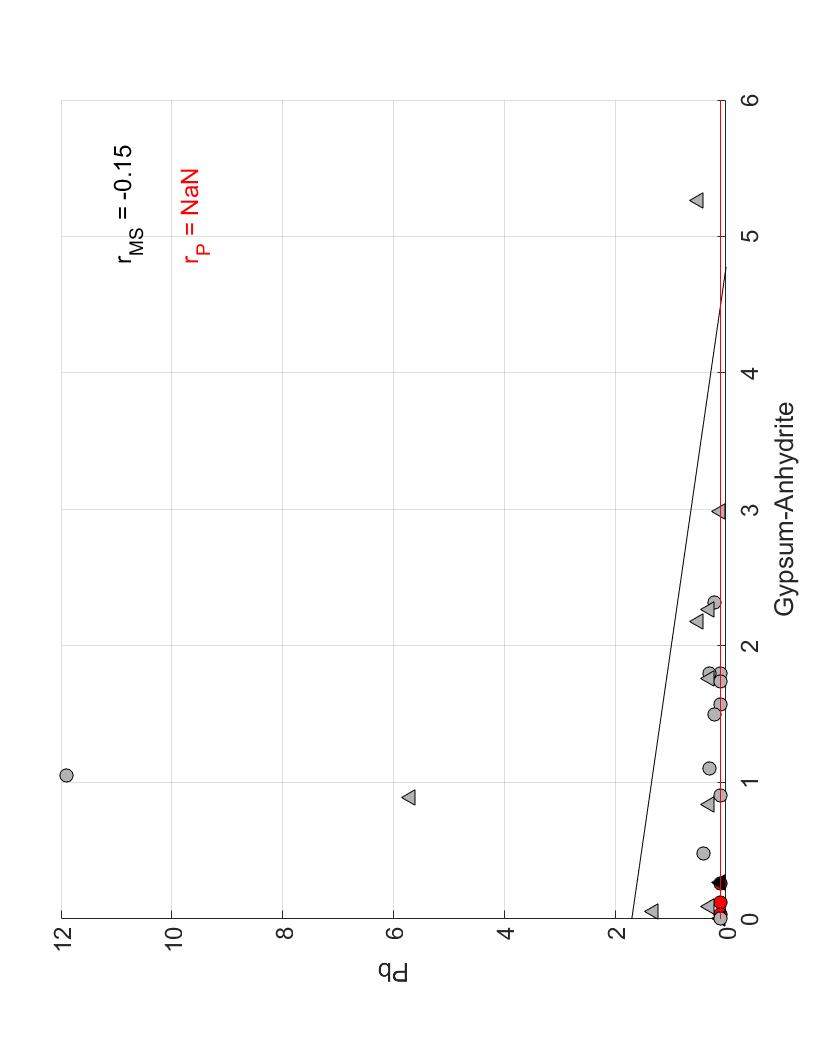 12
10
8
6
4
2
0
Pb
r_MS = -0.15
r_P = NaN
0 1 2 3 4 5 6
Gypsum-Anhydrite